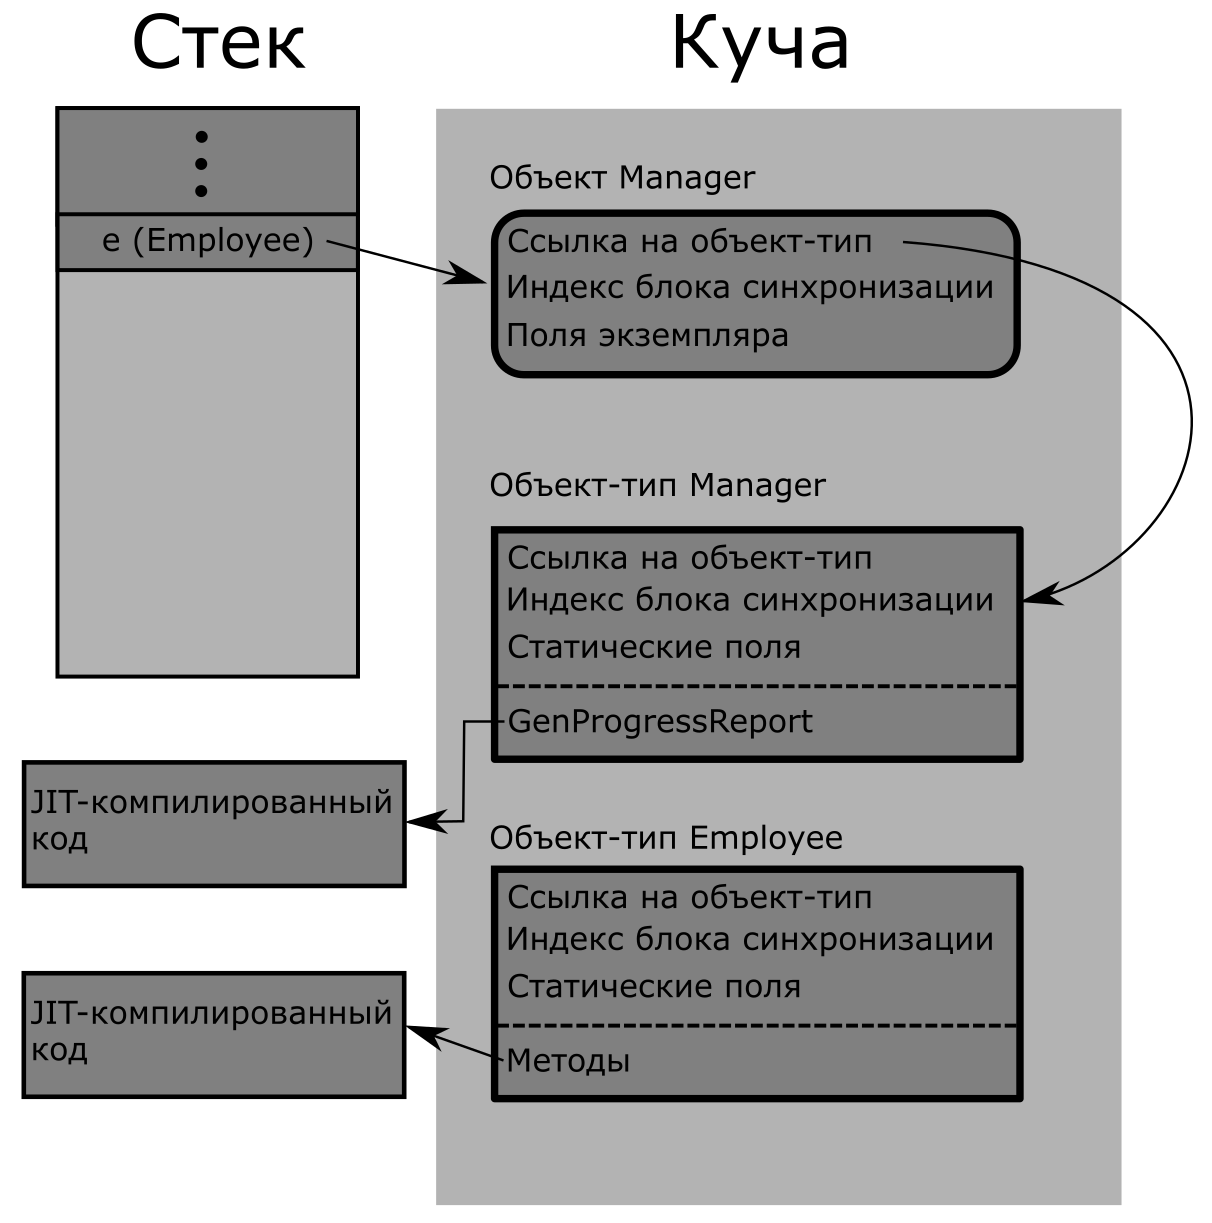 Стек
Куча
e (Employee)
Объект Manager
Ссылка на объект-тип
Индекс блока синхронизации
Поля экземпляра
Объект-тип Manager
Ссылка на объект-тип
Индекс блока синхронизации
Статические поля
GenProgressReport
JIT-компилированный
код
Объект-тип Employee
Ссылка на объект-тип
Индекс блока синхронизации
Статические поля
Методы
JIT-компилированный
код